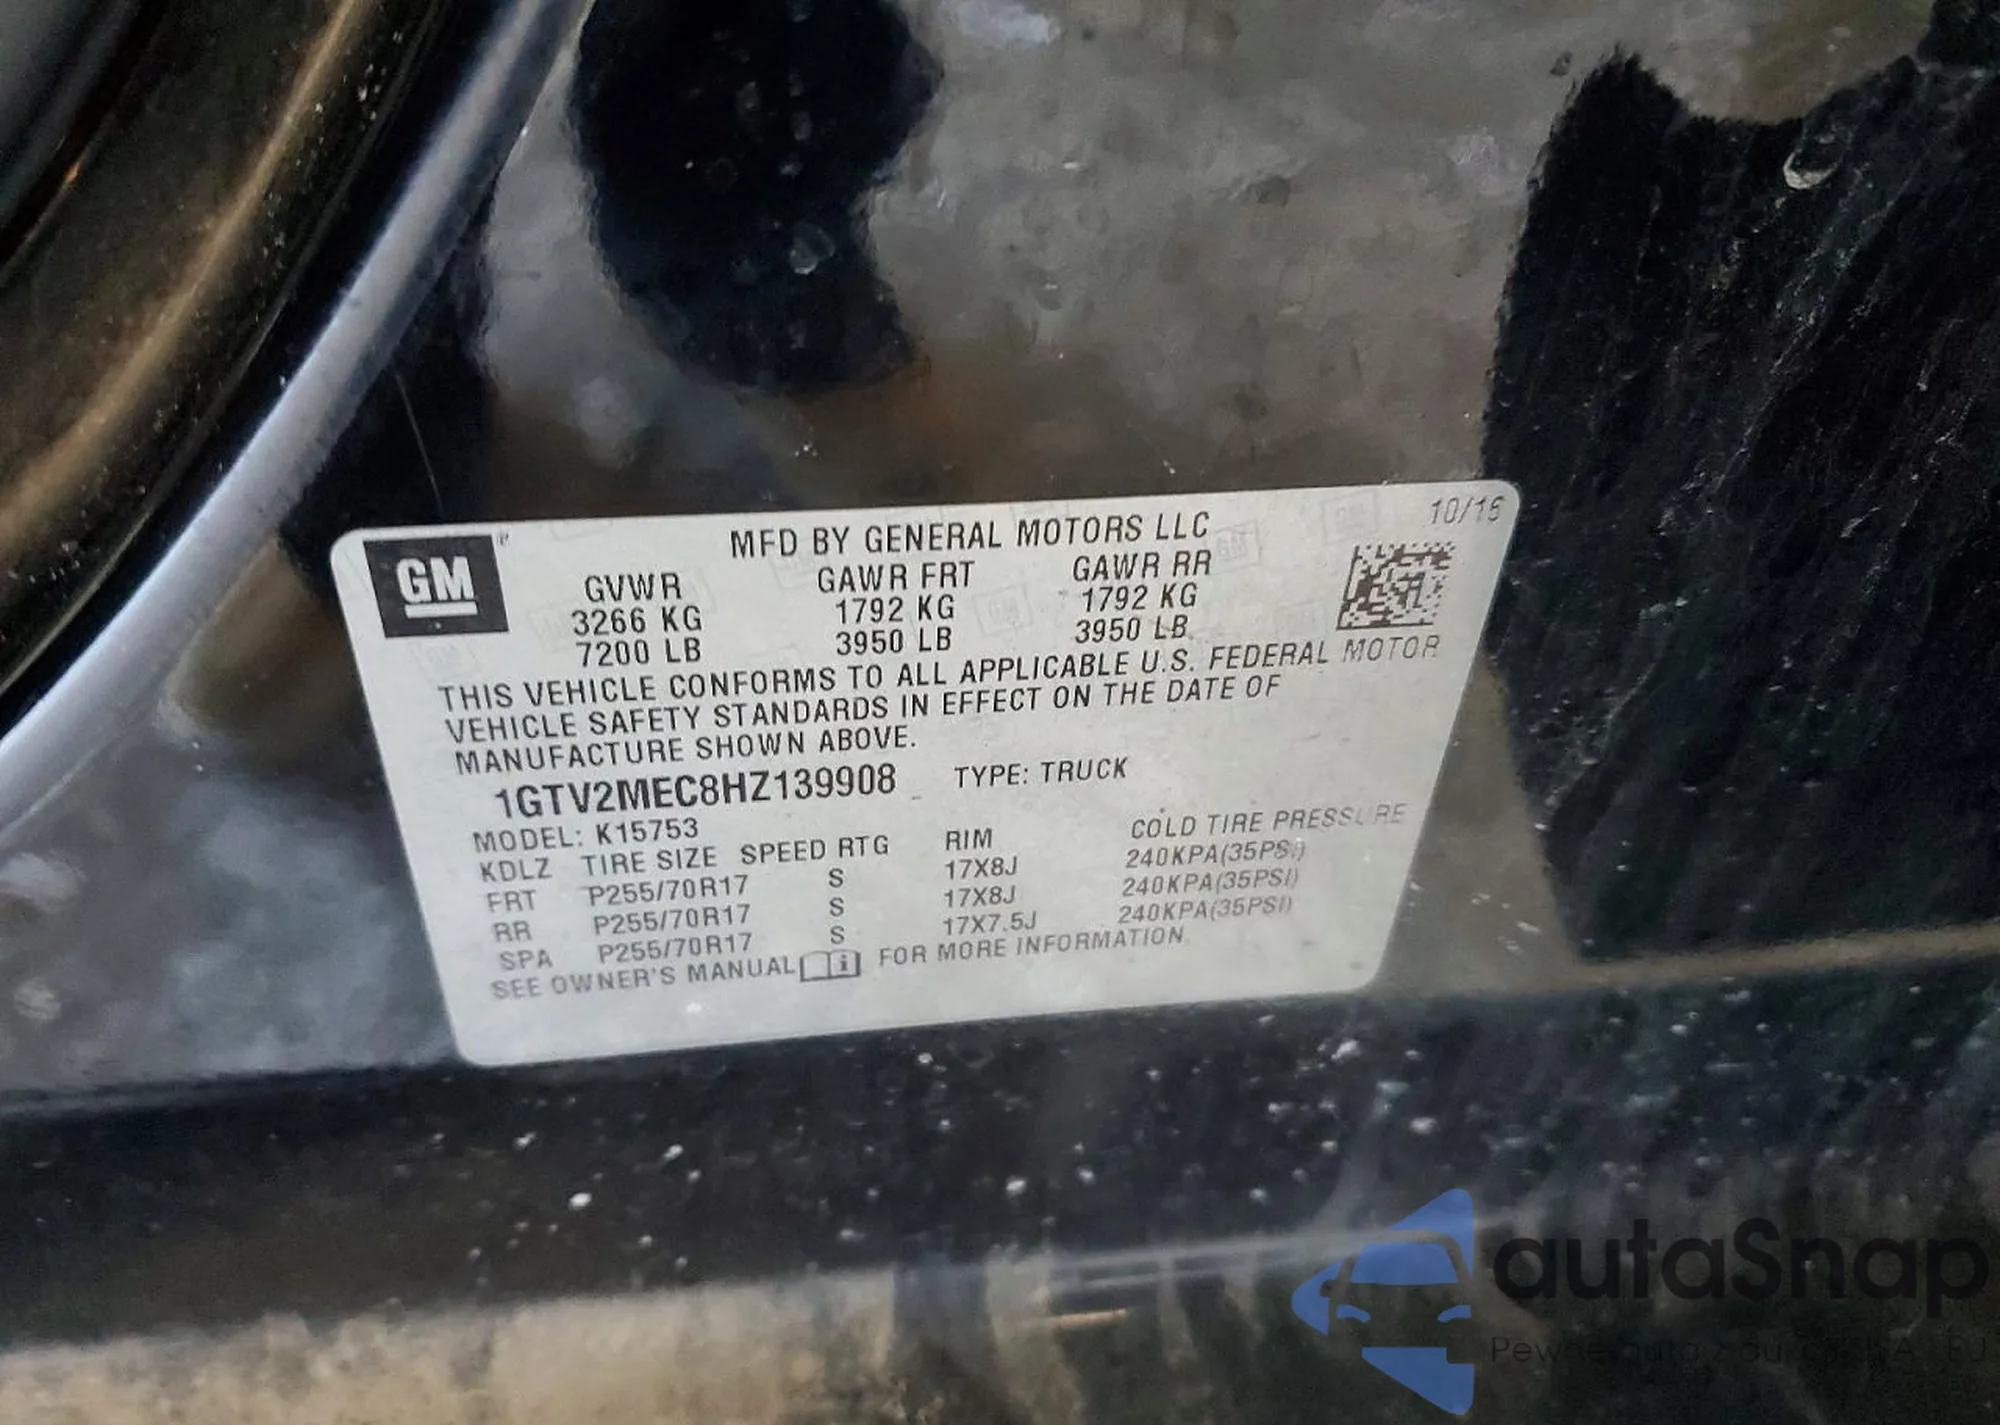 GM
MFD BY GENERAL MOTORS LLC
10/16
GVWR GAWR FRT GAWR RR
3266 KG 1792 KG 1792 KG
7200 LB 3950 LB 3950 LB
THIS VEHICLE CONFORMS TO ALL APPLICABLE U.S. FEDERAL MOTOR
VEHICLE SAFETY STANDARDS IN EFFECT ON THE DATE OF
MANUFACTURE SHOWN ABOVE.
1GTV2MEC8HZ139908 TYPE: TRUCK
MODEL: K15753
KDLZ TIRE SIZE SPEED RTG RIM COLD TIRE PRESSURE
FRT P255/70R17 S 17X8J 240KPA(35PSI)
RR P255/70R17 S 17X8J 240KPA(35PSI)
SPA P255/70R17 S 17X7.5J 240KPA(35PSI)
SEE OWNER'S MANUAL FOR MORE INFORMATION.
autaSnap
Pewne auta z